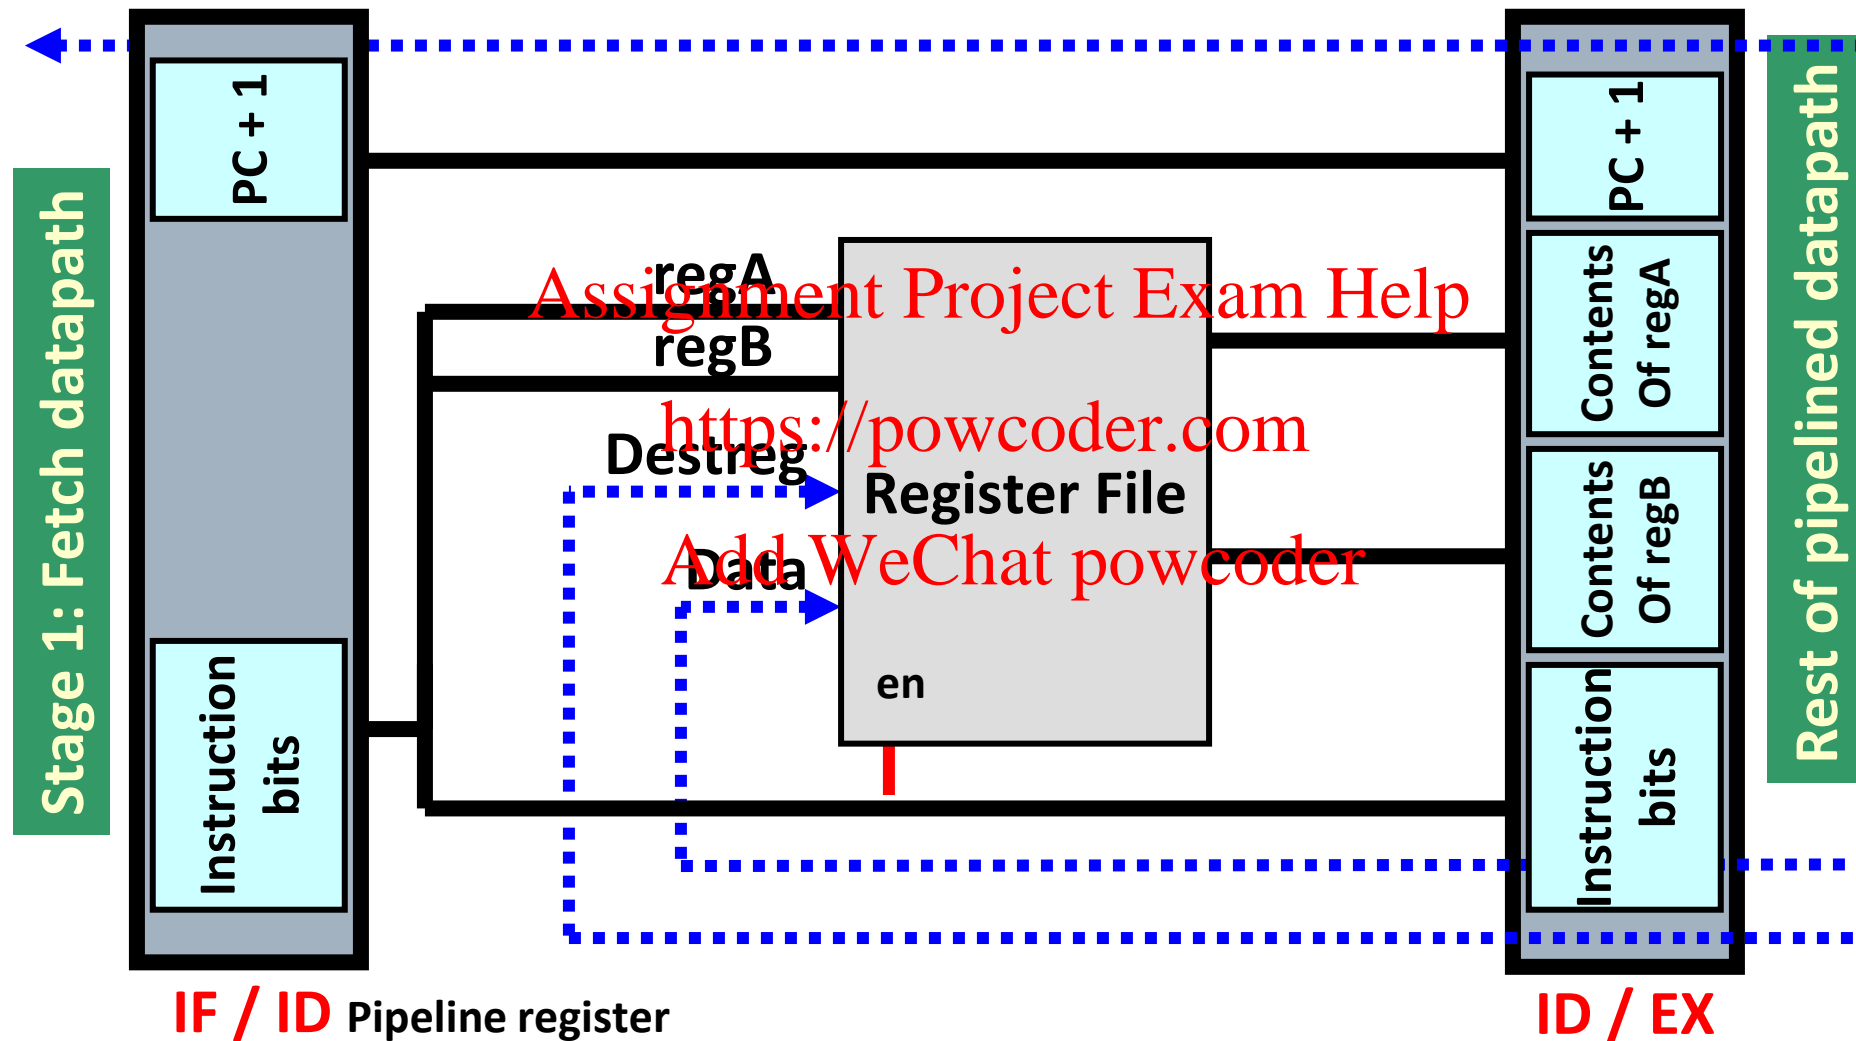 Stage 1: Fetch datapath
PC + 1
Instruction
bits
IF / ID Pipeline register
regA
regB
Destreg
Data
Register File
en
Assignment Project Exam Help
https://powcoder.com
Add WeChat powcoder
PC + 1
Contents
Of regA
Contents
Of regB
Instruction
bits
ID / EX
Rest of pipelined datapath